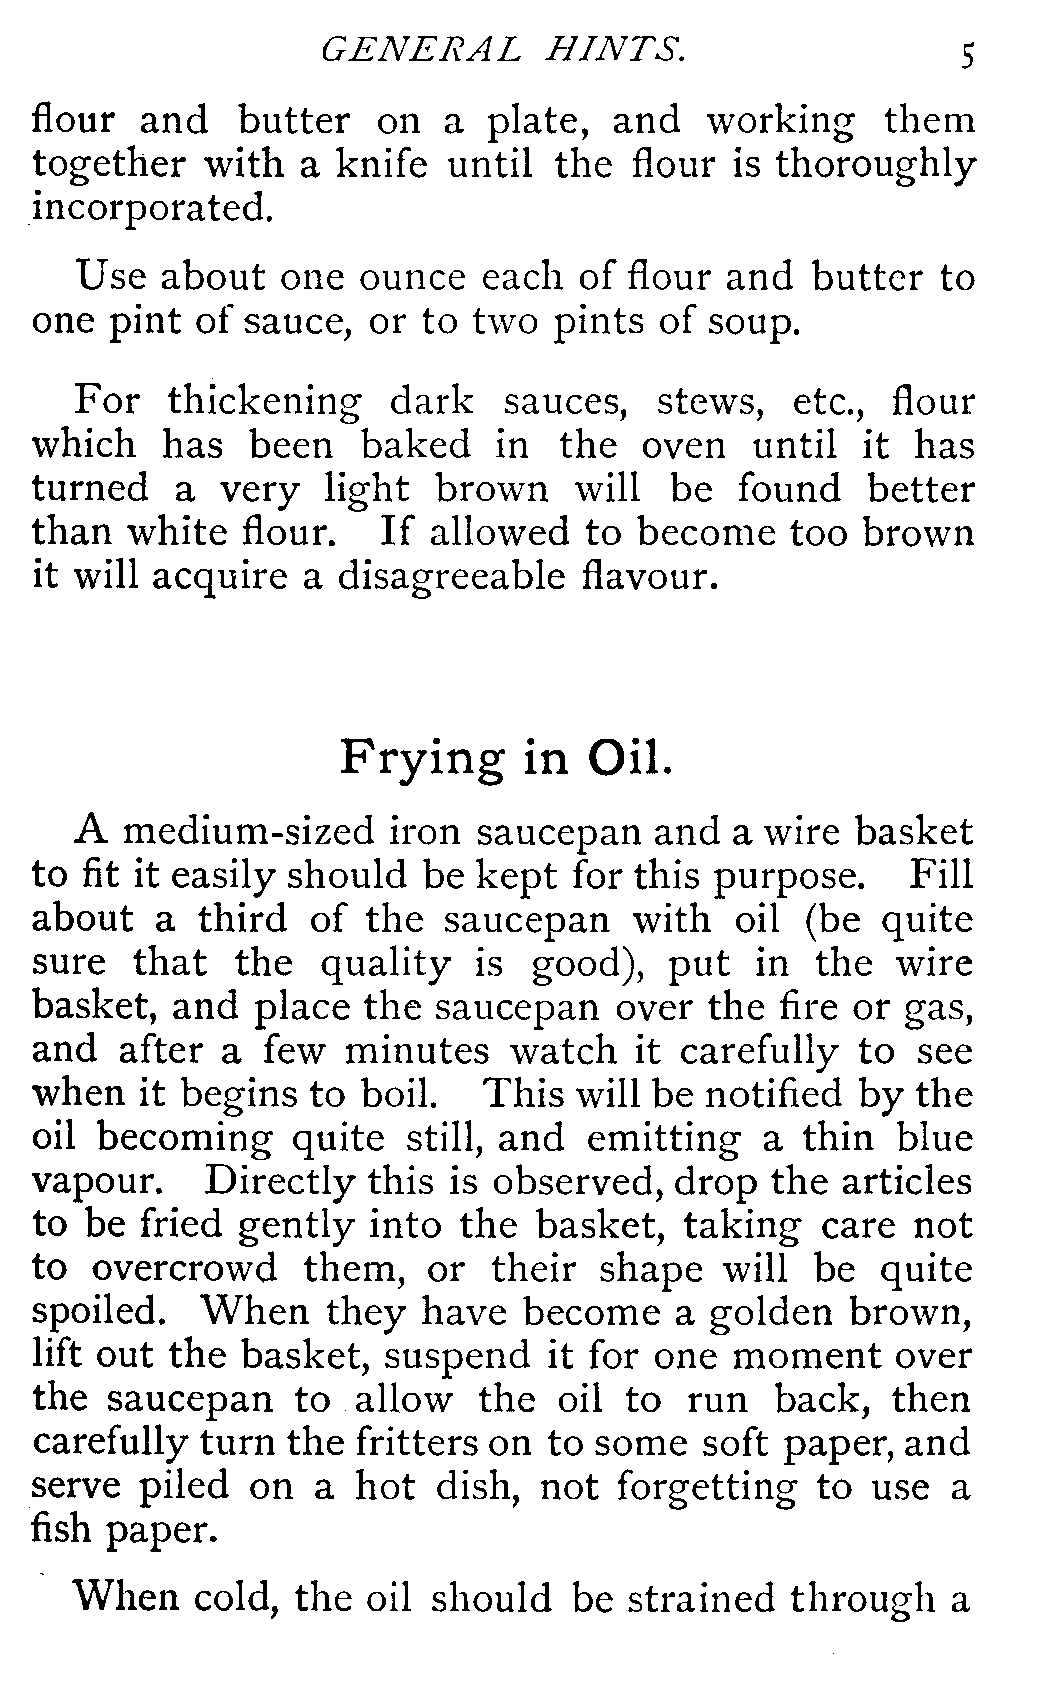 GENERAL HINTS. 5
flour and butter on a plate, and working them
together with a knife until the flour is thoroughly
incorporated.
Use about one ounce each of flour and butter to
one pint of sauce, or to two pints of soup.
For thickening dark sauces, stews, etc., flour
which has been baked in the oven until it has
turned a very light brown will be found better
than white flour. If allowed to become too brown
it will acquire a disagreeable flavour.
Frying in Oil.
A medium-sized iron saucepan and a wire basket
to fit it easily should be kept for this purpose. Fill
about a third of the saucepan with oil (be quite
sure that the quality is good), put in the wire
basket, and place the saucepan over the fire or gas,
and after a few minutes watch it carefully to see
when it begins to boil. This will be notified by the
oil becoming quite still, and emitting a thin blue
vapour. Directly this is observed, drop the articles
to be fried gently into the basket, taking care not
to overcrowd them, or their shape will be quite
spoiled. When they have become a golden brown,
lift out the basket, suspend it for one moment over
the saucepan to allow the oil to run back, then
carefully turn the fritters on to some soft paper, and
serve piled on a hot dish, not forgetting to use a
fish paper.
When cold, the oil should be strained through a